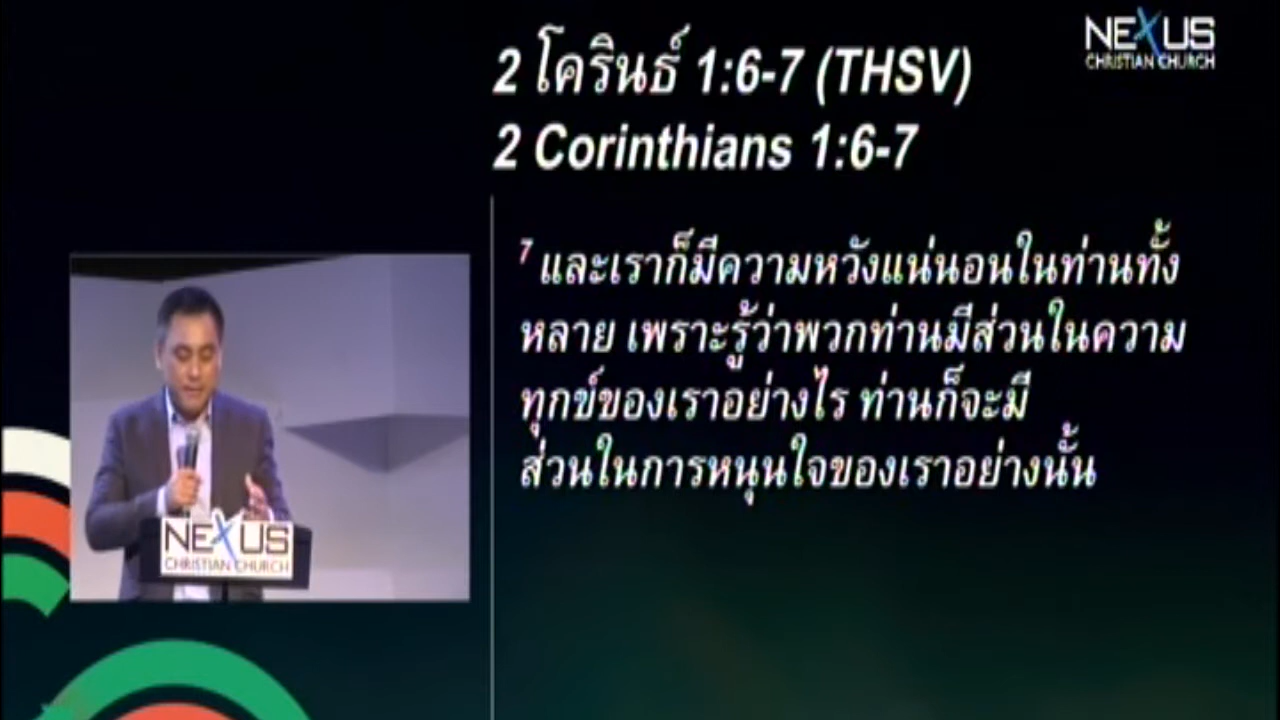 NEXUS
CHRISTIAN CHURCH
2 โครินธ์ 1:6-7 (THSV)
2 Corinthians 1:6-7
7 และเราก็มีความหวังแน่นอนในท่านทั้ง
หลาย เพราะรู้ว่าพวกท่านมีส่วนในความ
ทุกข์ของเราอย่างไร ท่านก็จะมี
ส่วนในการหนุนใจของเราอย่างนั้น
NEXUS
CHRISTIAN CHURCH